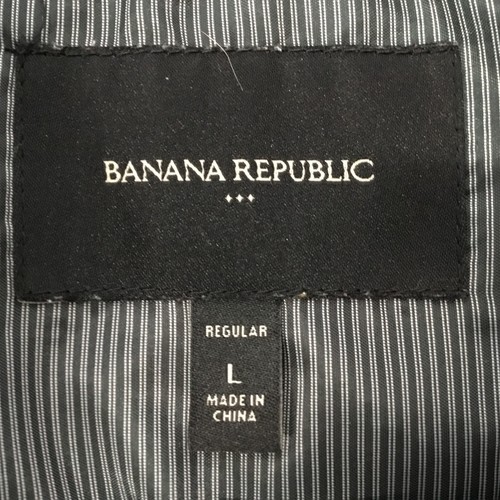 BANANA REPUBLIC
REGULAR
L
MADE IN
CHINA